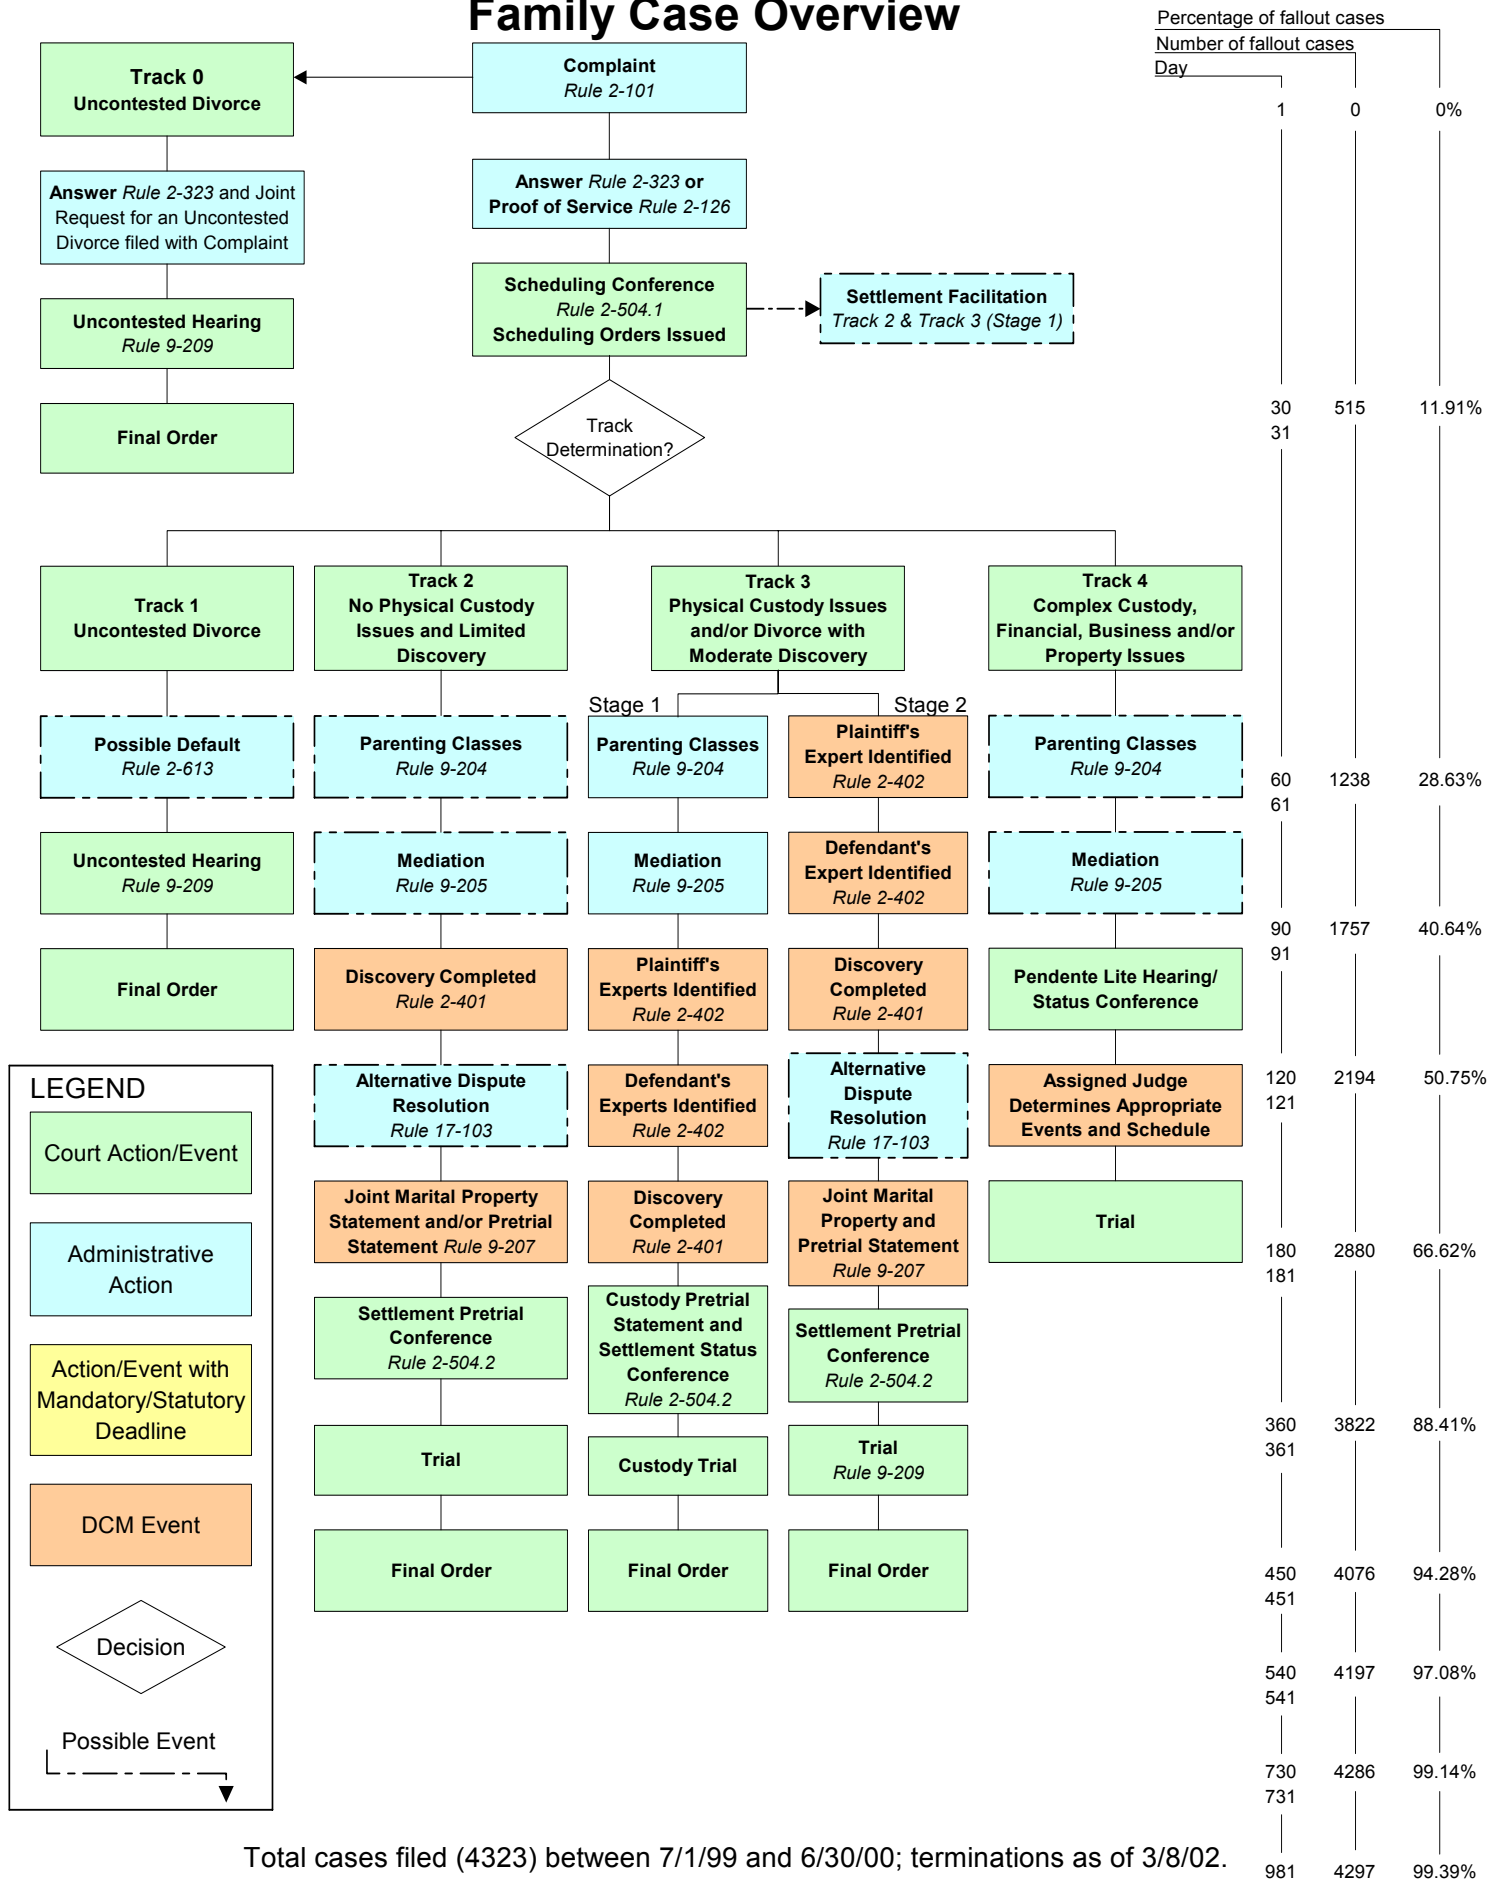 Family Case Overview
Percentage of fallout cases
Number of fallout cases
Day
1 0 0%
Track 0
Uncontested Divorce
Complaint
Rule 2-101
Answer Rule 2-323 and Joint
Request for an Uncontested
Divorce filed with Complaint
Answer Rule 2-323 or
Proof of Service Rule 2-126
Uncontested Hearing
Rule 9-209
Scheduling Conference
Rule 2-504.1
Scheduling Orders Issued
Settlement Facilitation
Track 2 & Track 3 (Stage 1)
Final Order
Track
Determination?
30 515 11.91%
31
Track 1
Uncontested Divorce
Track 2
No Physical Custody
Issues and Limited
Discovery
Track 3
Physical Custody Issues
and/or Divorce with
Moderate Discovery
Track 4
Complex Custody,
Financial, Business and/or
Property Issues
Stage 1
Stage 2
Possible Default
Rule 2-613
Parenting Classes
Rule 9-204
Parenting Classes
Rule 9-204
Plaintiff's
Expert Identified
Rule 2-402
Parenting Classes
Rule 9-204
60 1238 28.63%
61
Uncontested Hearing
Rule 9-209
Mediation
Rule 9-205
Mediation
Rule 9-205
Defendant's
Expert Identified
Rule 2-402
Mediation
Rule 9-205
90 1757 40.64%
91
Final Order
Discovery Completed
Rule 2-401
Plaintiff's
Experts Identified
Rule 2-402
Discovery
Completed
Rule 2-401
Pendente Lite Hearing/
Status Conference
Alternative Dispute
Resolution
Rule 17-103
Defendant's
Experts Identified
Rule 2-402
Alternative
Dispute
Resolution
Rule 17-103
Assigned Judge
Determines Appropriate
Events and Schedule
120 2194 50.75%
121
Joint Marital Property
Statement and/or Pretrial
Statement Rule 9-207
Discovery
Completed
Rule 2-401
Joint Marital
Property and
Pretrial Statement
Rule 9-207
Trial
180 2880 66.62%
181
Settlement Pretrial
Conference
Rule 2-504.2
Custody Pretrial
Statement and
Settlement Status
Conference
Rule 2-504.2
Settlement Pretrial
Conference
Rule 2-504.2
Trial
Custody Trial
Trial
Rule 9-209
360 3822 88.41%
361
Final Order
Final Order
Final Order
450 4076 94.28%
451
540 4197 97.08%
541
730 4286 99.14%
731
LEGEND
Court Action/Event
Administrative
Action
Action/Event with
Mandatory/Statutory
Deadline
DCM Event
Decision
Possible Event
Total cases filed (4323) between 7/1/99 and 6/30/00; terminations as of 3/8/02.
981 4297 99.39%